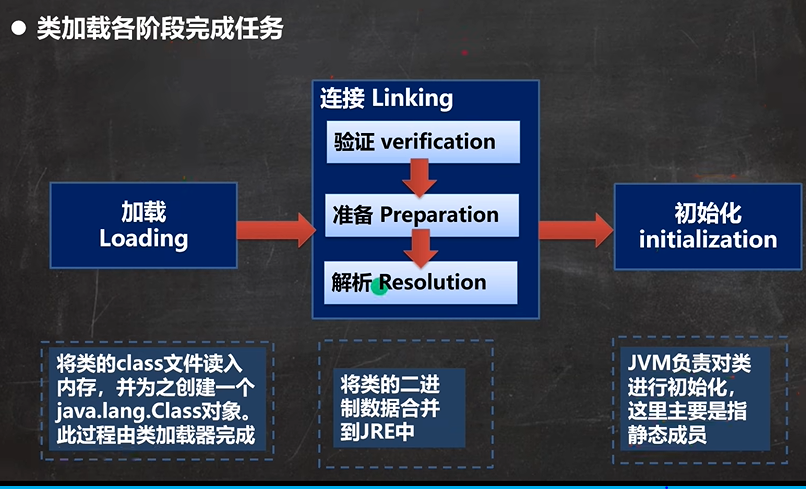 ● 类加载各阶段完成任务
连接 Linking
验证 verification
准备 Preparation
解析 Resolution
加载
Loading
初始化
initialization
将类的class文件读入
内存，并为之创建一个
java.lang.Class对象。
此过程由类加载器完成
将类的二进
制数据合并
到JRE中
JVM负责对类
进行初始化，
这里主要是指
静态成员